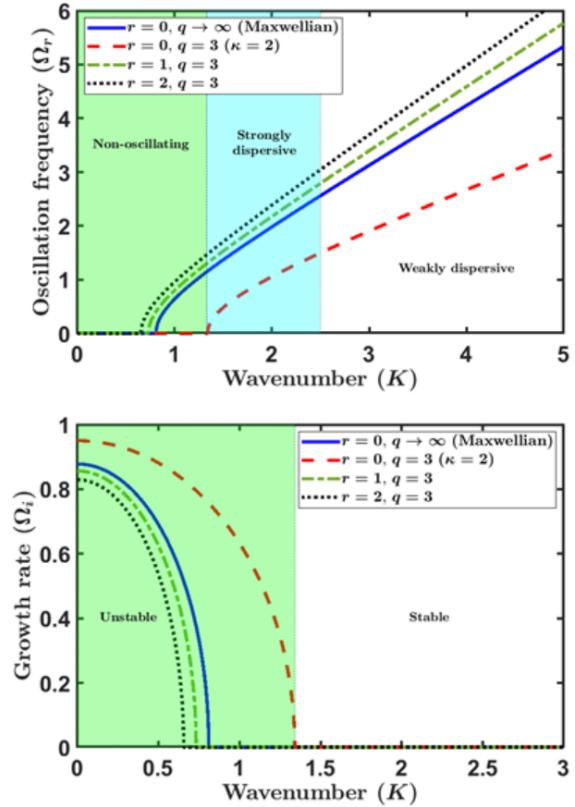 6
5
4
3
2
1
0
Oscillation frequency (Ωᵣ)
r = 0, q → ∞ (Maxwellian)
r = 0, q = 3 (κ = 2)
r = 1, q = 3
r = 2, q = 3
Non-oscillating
Strongly
dispersive
Weakly dispersive
0 1 2 3 4 5
Wavenumber (K)
1
0.8
0.6
0.4
0.2
0
Growth rate (Ωᵢ)
r = 0, q → ∞ (Maxwellian)
r = 0, q = 3 (κ = 2)
r = 1, q = 3
r = 2, q = 3
Unstable
Stable
0 0.5 1 1.5 2 2.5 3
Wavenumber (K)